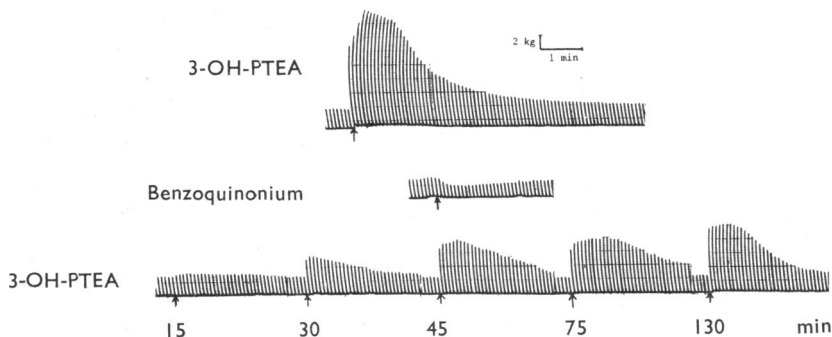 3-OH-PTEA
2 kg
1 min
Benzoquinonium
3-OH-PTEA
15 30 45 75 130 min